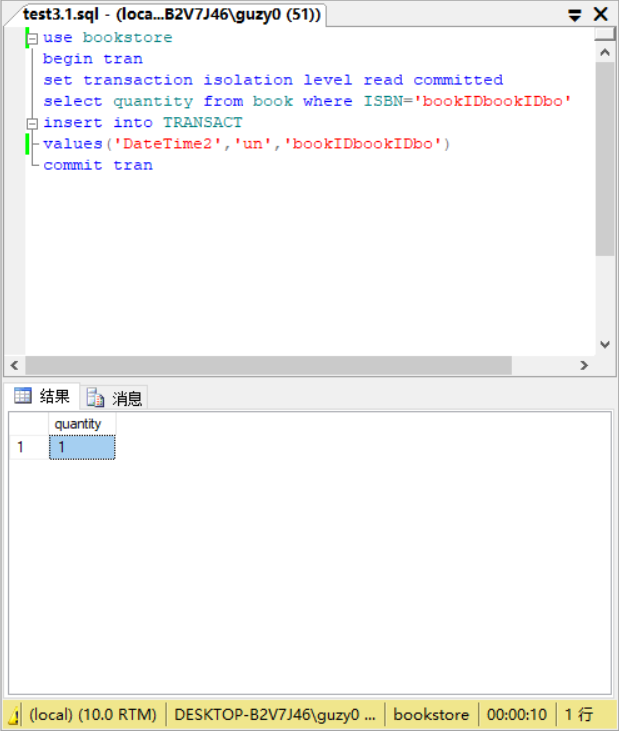 test3.1.sql - (loca...B2V7J46\guzy0 (51))
use bookstore
begin tran
set transaction isolation level read committed
select quantity from book where ISBN='bookIDbookIDbo'
insert into TRANSACT
values('DateTime2','un','bookIDbookIDbo')
commit tran
结果 消息
quantity
1 1
(local) (10.0 RTM) DESKTOP-B2V7J46\guzy0 ... bookstore 00:00:10 1 行